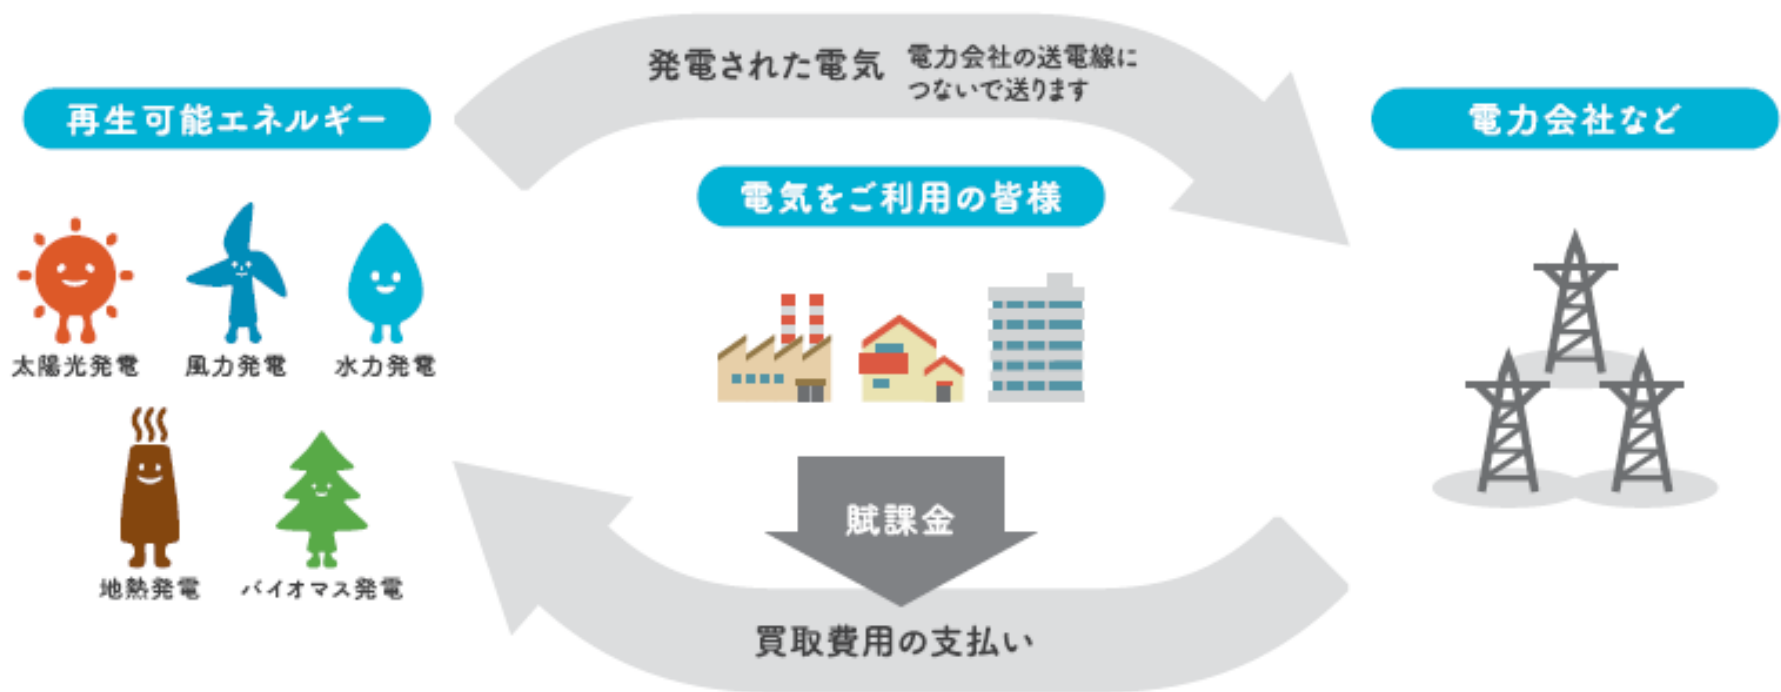 発電された電気
電力会社の送電線に
つないで送ります
再生可能エネルギー
電力会社など
電気をご利用の皆様
太陽光発電
風力発電
水力発電
地熱発電
バイオマス発電
賦課金
買取費用の支払い